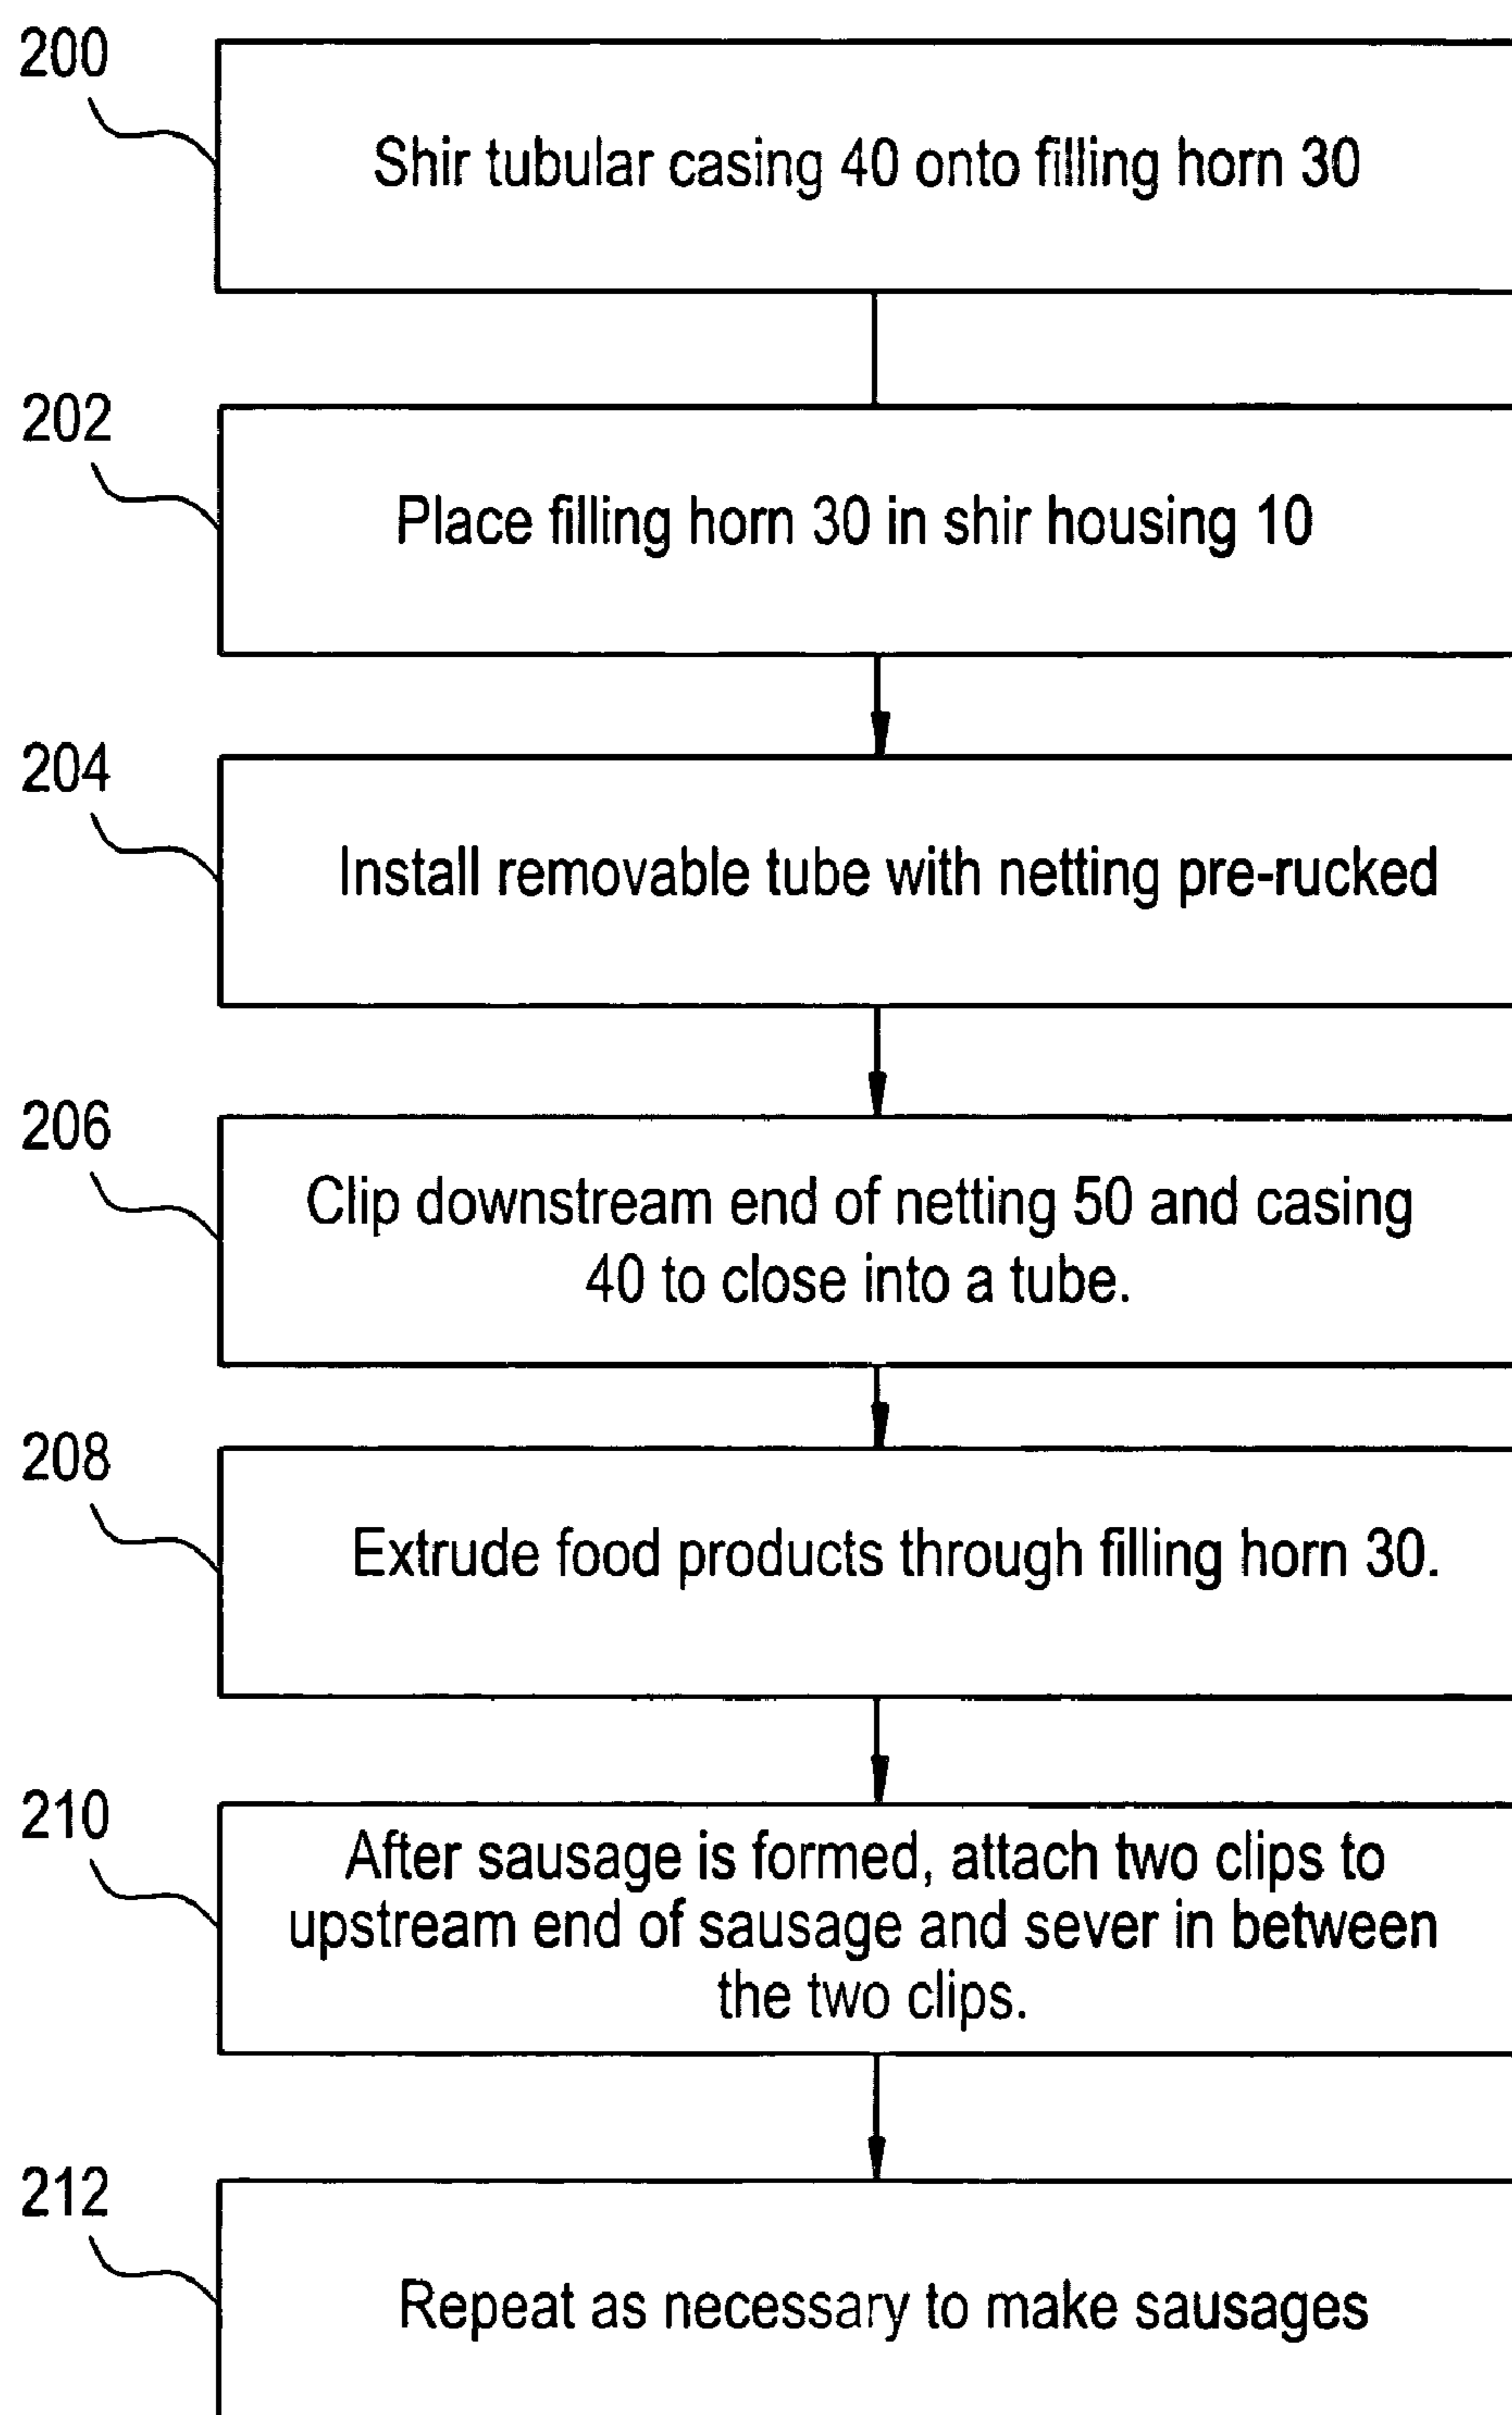 200
Shir tubular casing 40 onto filling horn 30
202
Place filling horn 30 in shir housing 10
204
Install removable tube with netting pre-rucked
206
Clip downstream end of netting 50 and casing
40 to close into a tube.
208
Extrude food products through filling horn 30.
210
After sausage is formed, attach two clips to
upstream end of sausage and sever in between
the two clips.
212
Repeat as necessary to make sausages